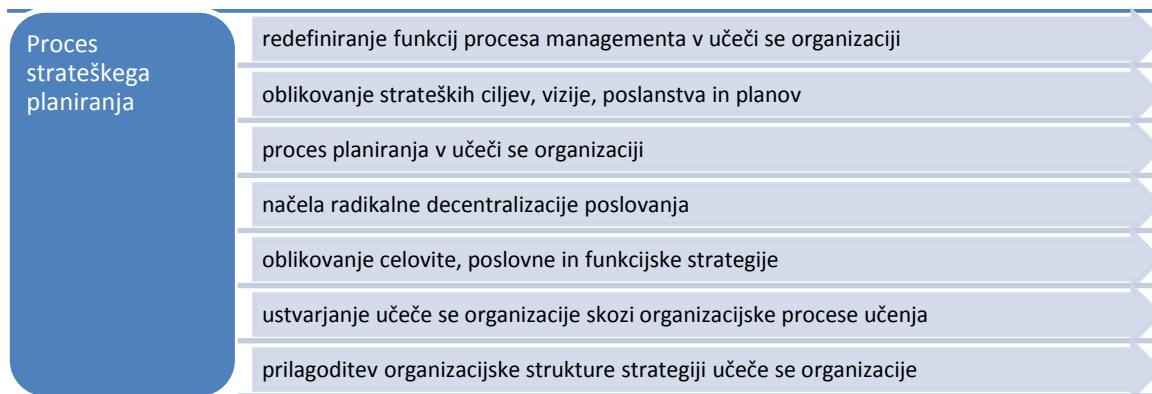 Proces
strateškega
planiranja
redefiniranje funkcij procesa managementa v učeči se organizaciji
oblikovanje strateških ciljev, vizije, poslanstva in planov
proces planiranja v učeči se organizaciji
načela radikalne decentralizacije poslovanja
oblikovanje celovite, poslovne in funkcijske strategije
ustvarjanje učeče se organizacije skozi organizacijske procese učenja
prilagoditev organizacijske strukture strategiji učeče se organizacije